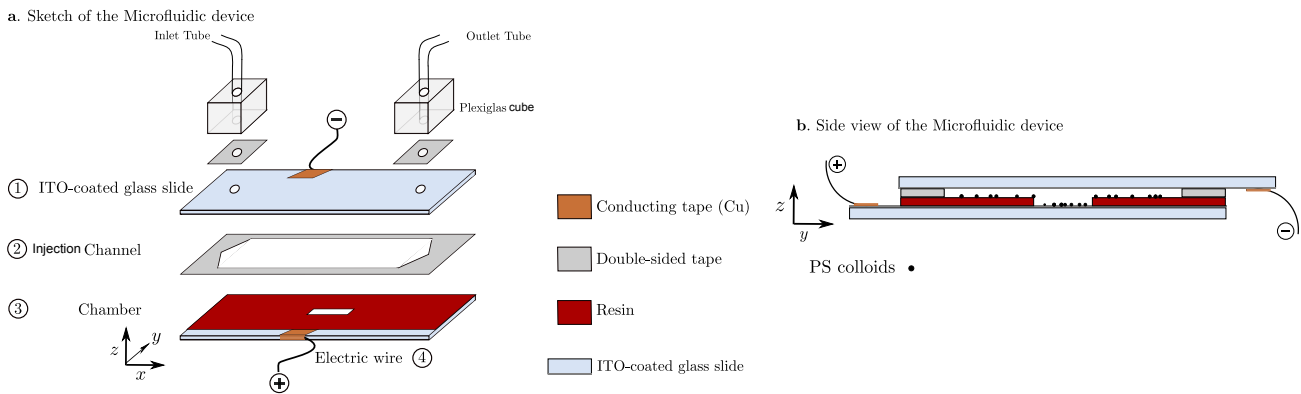 a. Sketch of the Microfluidic device
Inlet Tube
Outlet Tube
Plexiglas cube
−
1 ITO-coated glass slide
2 Injection Channel
3 Chamber
z
y
x
Electric wire 4
+
Conducting tape (Cu)
Double-sided tape
Resin
ITO-coated glass slide
b. Side view of the Microfluidic device
+
z
y
−
PS colloids